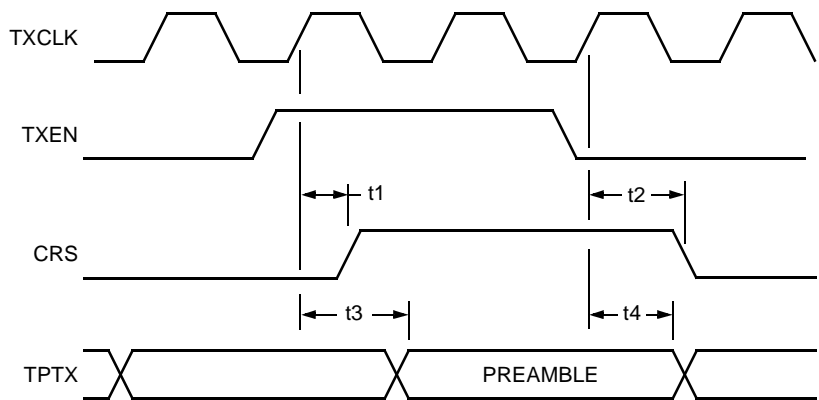 TXCLK
TXEN
t1
t2
CRS
t3
t4
TPTX
PREAMBLE